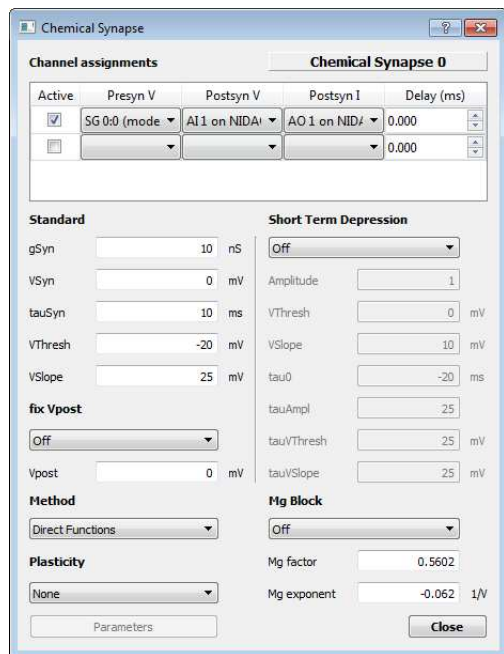 Chemical Synapse
Channel assignments
Chemical Synapse 0
Active Presyn V Postsyn V Postsyn I Delay (ms)
SG 0:0 (mode AI 1 on NIDA AO 1 on NIDA 0.000
0.000
Standard
gSyn 10 nS
VSyn 0 mV
tauSyn 10 ms
VThresh -20 mV
VSlope 25 mV
fix Vpost
Off
Vpost 0 mV
Method
Direct Functions
Plasticity
None
Parameters
Short Term Depression
Off
Amplitude 1
VThresh 0 mV
VSlope 10 mV
tau0 -20 ms
tauAmpl 25
tauVThresh 25 mV
tauVSlope 25 mV
Mg Block
Off
Mg factor 0.5602
Mg exponent -0.062 1/V
Close